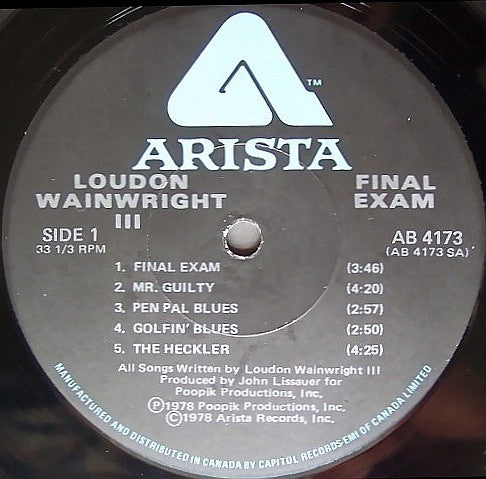 TM
ARISTA
LOUDON WAINWRIGHT III
FINAL EXAM
SIDE 1
33 1/3 RPM
AB 4173
(AB 4173 SA)
1. FINAL EXAM (3:46)
2. MR. GUILTY (4:20)
3. PEN PAL BLUES (2:57)
4. GOLFIN' BLUES (2:50)
5. THE HECKLER (4:25)
All Songs Written by Loudon Wainwright III
Produced by John Lissauer for
Poopik Productions, Inc.
Ⓟ1978 Poopik Productions, Inc.
©1978 Arista Records, Inc.
MANUFACTURED AND DISTRIBUTED IN CANADA BY CAPITOL RECORDS-EMI OF CANADA LIMITED